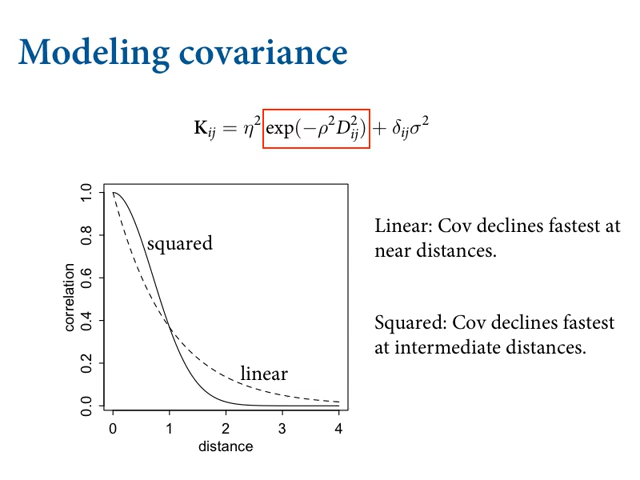 Modeling covariance
K_ij = η² exp(−ρ²D²_ij) + δ_ij σ²
1.0
0.8
0.6
0.4
0.2
0.0
correlation
squared
linear
0 1 2 3 4
distance
Linear: Cov declines fastest at
near distances.
Squared: Cov declines fastest
at intermediate distances.